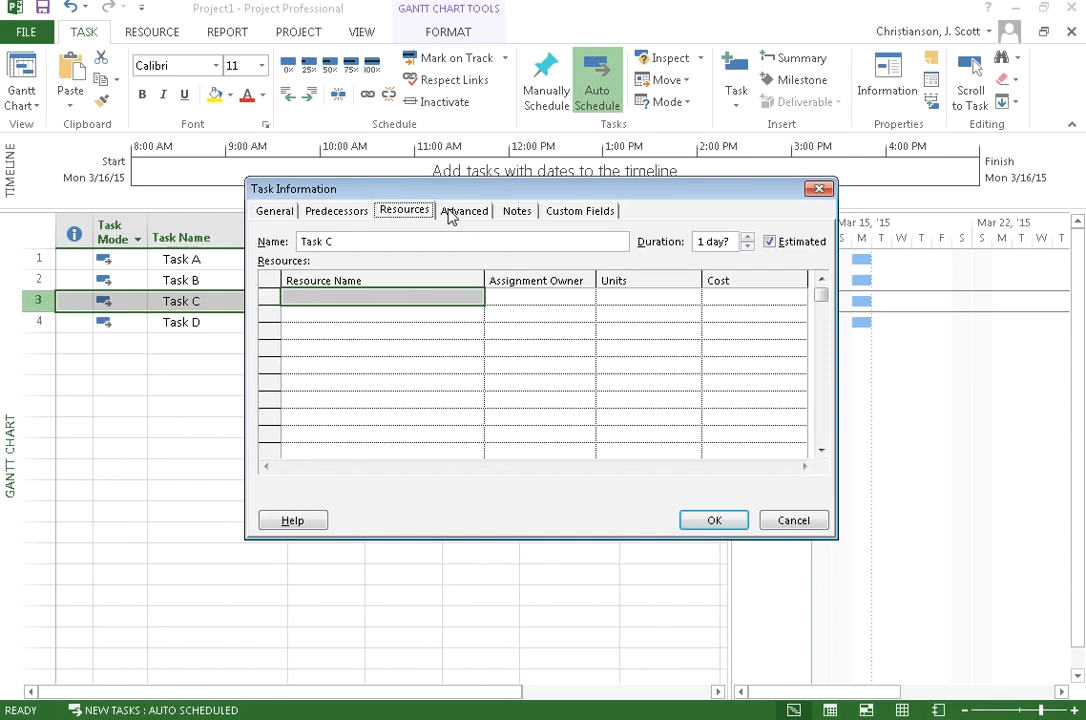 Project1 - Project Professional
GANTT CHART TOOLS
?
FILE TASK RESOURCE REPORT PROJECT VIEW FORMAT
Christianson, J. Scott
Gantt Chart
View
Paste
Clipboard
Calibri 11
B I U A
Font
0% 25% 50% 75% 100%
Mark on Track
Respect Links
Inactivate
Schedule
Manually Schedule
Auto Schedule
Inspect
Move
Mode
Tasks
Task
Summary
Milestone
Deliverable
Insert
Information
Properties
Scroll to Task
Editing
TIMELINE
Start
Mon 3/16/15
8:00 AM 9:00 AM 10:00 AM 11:00 AM 12:00 PM 1:00 PM 2:00 PM 3:00 PM 4:00 PM
Add tasks with dates to the timeline
Finish
Mon 3/16/15
Task Information
General Predecessors Resources Advanced Notes Custom Fields
Name: Task C Duration: 1 day? Estimated
Resources:
Resource Name Assignment Owner Units Cost
Help OK Cancel
Task Mode Task Name
1 Task A
2 Task B
3 Task C
4 Task D
Mar 15, '15 Mar 22, '15
S M T W T F S S M T W T
GANTT CHART
READY NEW TASKS : AUTO SCHEDULED